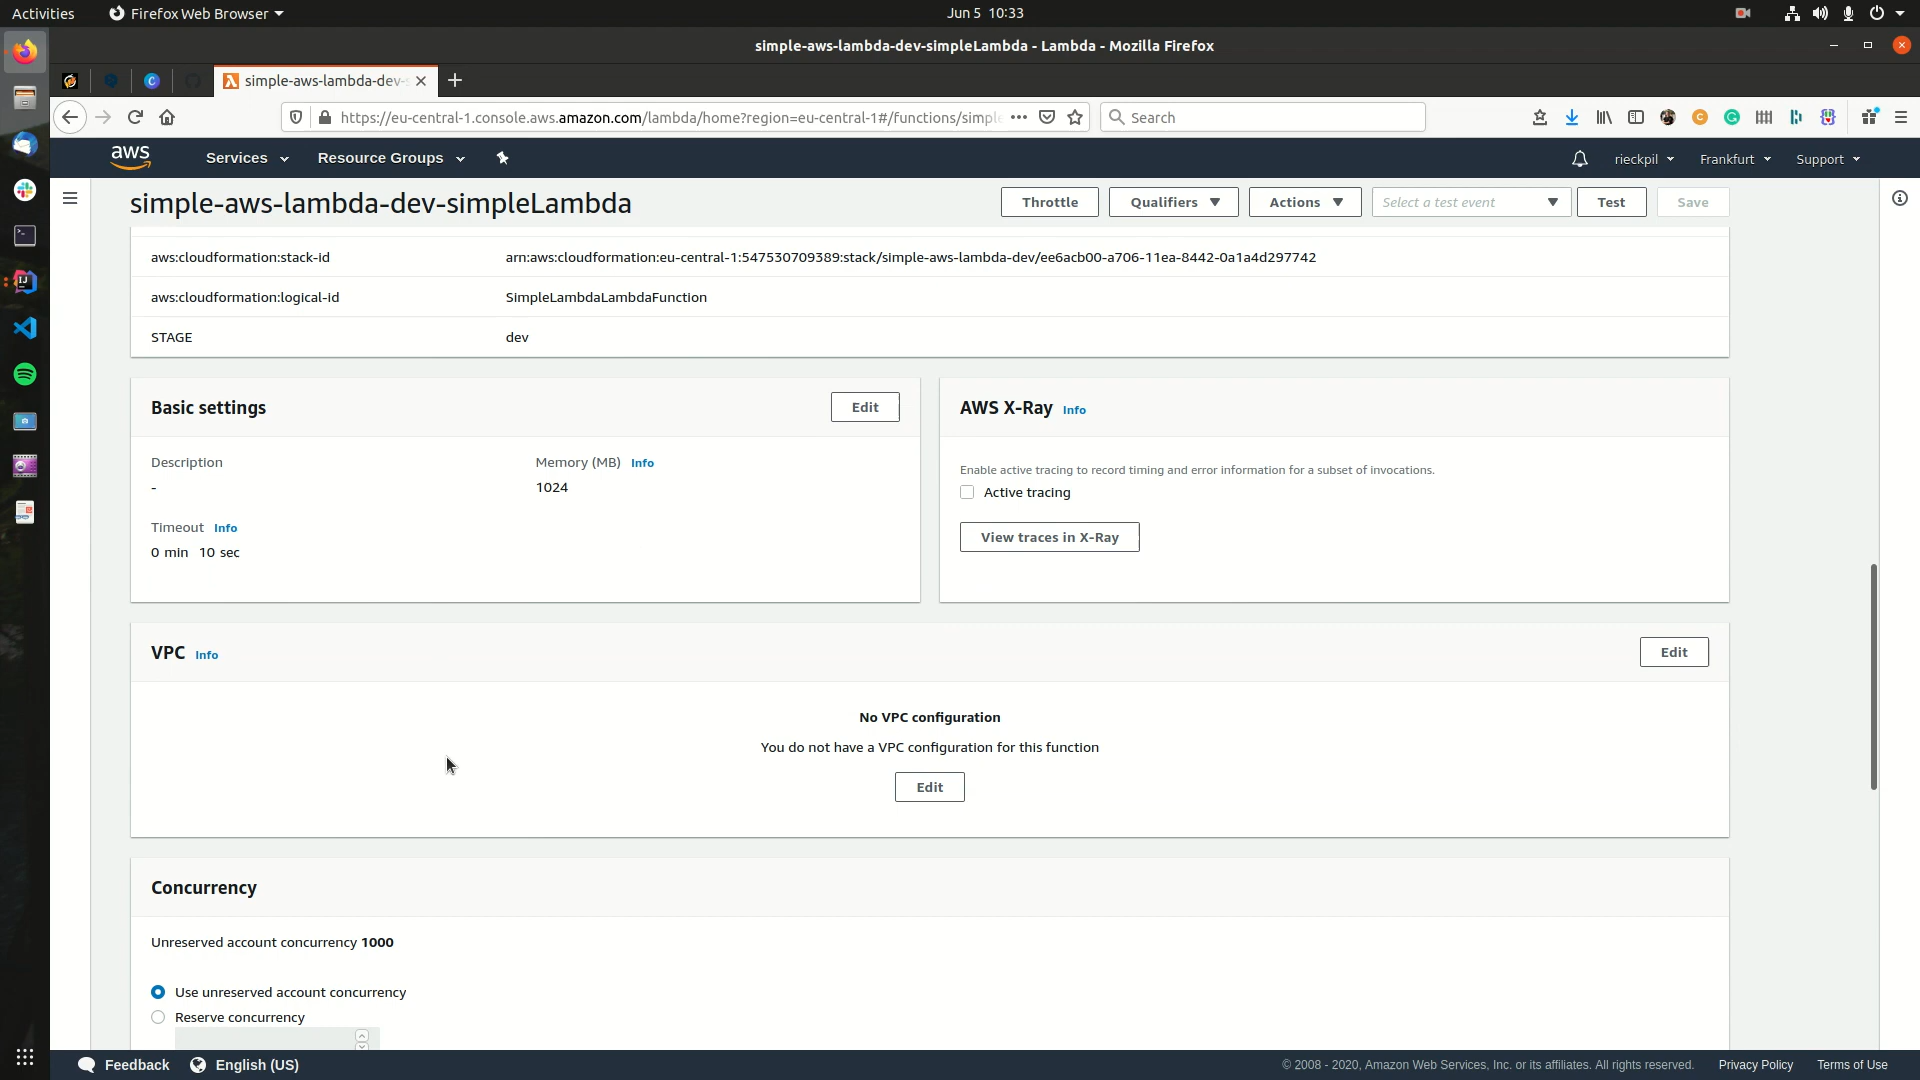 Activities
Firefox Web Browser
Jun 5 10:33
simple-aws-lambda-dev-simpleLambda - Lambda - Mozilla Firefox
simple-aws-lambda-dev-
https://eu-central-1.console.aws.amazon.com/lambda/home?region=eu-central-1#/functions/simple
Search
aws
Services
Resource Groups
rieckpil
Frankfurt
Support
simple-aws-lambda-dev-simpleLambda
Throttle
Qualifiers
Actions
Select a test event
Test
Save
aws:cloudformation:stack-id
arn:aws:cloudformation:eu-central-1:547530709389:stack/simple-aws-lambda-dev/ee6acb00-a706-11ea-8442-0a1a4d297742
aws:cloudformation:logical-id
SimpleLambdaLambdaFunction
STAGE
dev
Basic settings
Edit
AWS X-Ray Info
Description
-
Memory (MB) Info
1024
Timeout Info
0 min 10 sec
Enable active tracing to record timing and error information for a subset of invocations.
Active tracing
View traces in X-Ray
VPC Info
Edit
No VPC configuration
You do not have a VPC configuration for this function
Edit
Concurrency
Unreserved account concurrency 1000
Use unreserved account concurrency
Reserve concurrency
Feedback
English (US)
© 2008 - 2020, Amazon Web Services, Inc. or its affiliates. All rights reserved.
Privacy Policy
Terms of Use